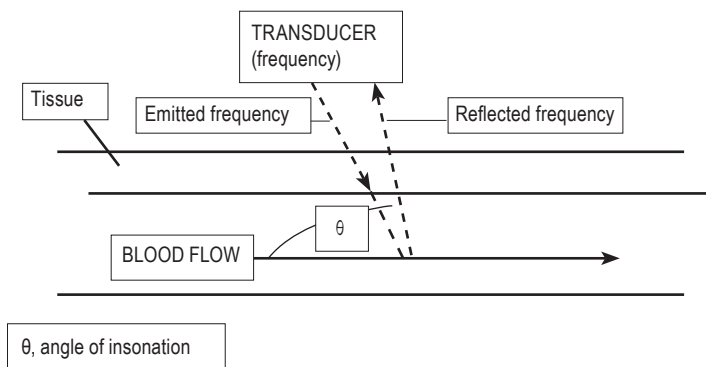 TRANSDUCER
(frequency)
Tissue
Emitted frequency
Reflected frequency
θ
BLOOD FLOW
θ, angle of insonation